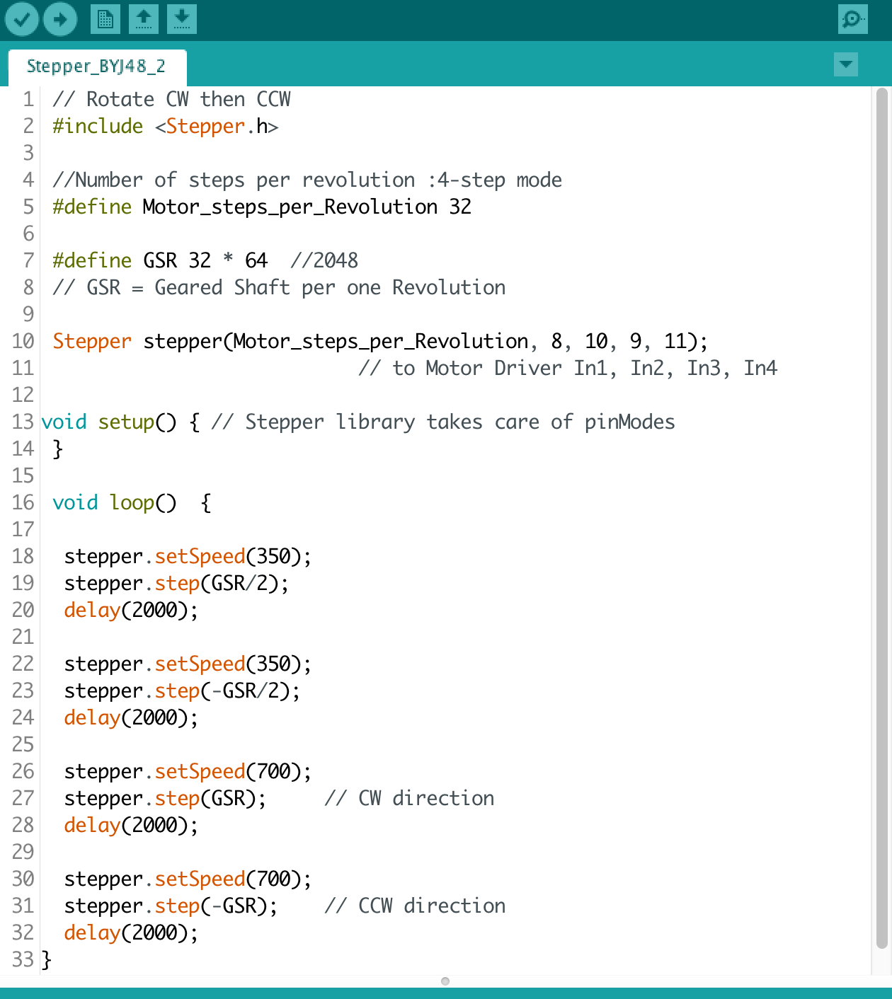 Stepper_BYJ48_2
1 // Rotate CW then CCW
2 #include <Stepper.h>
3
4 //Number of steps per revolution :4-step mode
5 #define Motor_steps_per_Revolution 32
6
7 #define GSR 32 * 64  //2048
8 // GSR = Geared Shaft per one Revolution
9
10 Stepper stepper(Motor_steps_per_Revolution, 8, 10, 9, 11);
11                            // to Motor Driver In1, In2, In3, In4
12
13 void setup() { // Stepper library takes care of pinModes
14 }
15
16 void loop()  {
17
18  stepper.setSpeed(350);
19  stepper.step(GSR/2);
20  delay(2000);
21
22  stepper.setSpeed(350);
23  stepper.step(-GSR/2);
24  delay(2000);
25
26  stepper.setSpeed(700);
27  stepper.step(GSR);     // CW direction
28  delay(2000);
29
30  stepper.setSpeed(700);
31  stepper.step(-GSR);    // CCW direction
32  delay(2000);
33 }